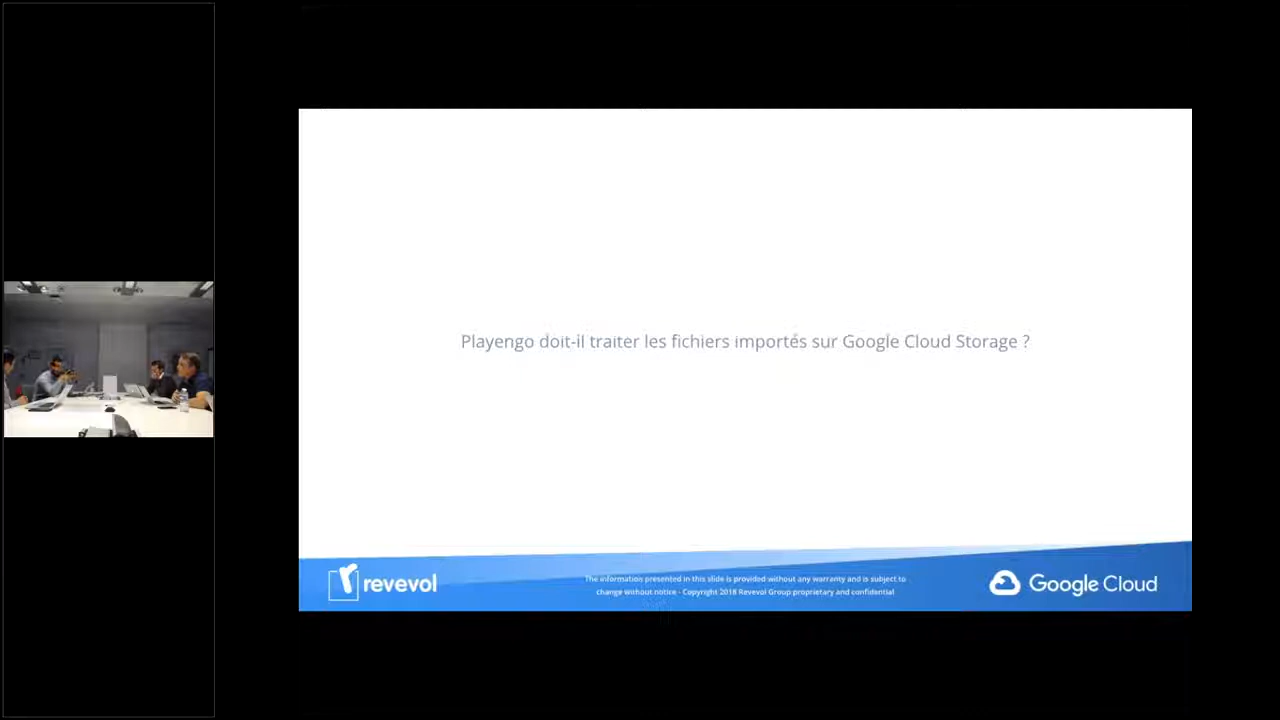 Playengo doit-il traiter les fichiers importés sur Google Cloud Storage ?
revevol
The information presented in this slide is provided without any warranty and is subject to
change without notice - Copyright 2018 Revevol Group proprietary and confidential
Google Cloud